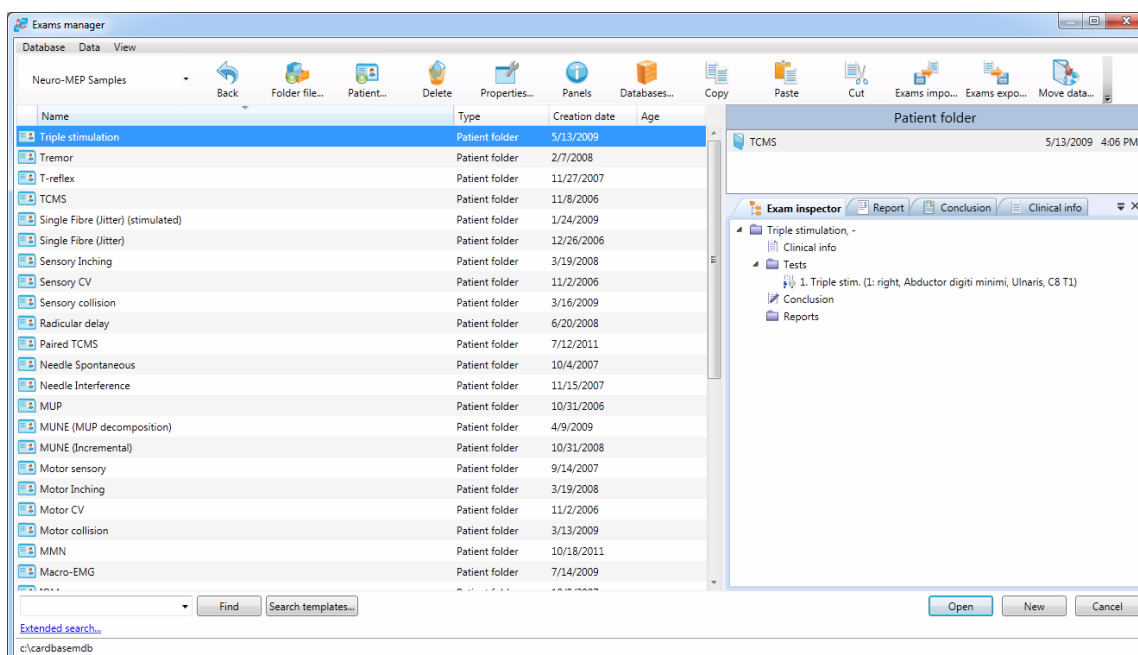 Exams manager
Database Data View
Neuro-MEP Samples
Back Folder file... Patient... Delete Properties... Panels Databases... Copy Paste Cut Exams impo... Exams expo... Move data...
Name Type Creation date Age
Triple stimulation Patient folder 5/13/2009
Tremor Patient folder 2/7/2008
T-reflex Patient folder 11/27/2007
TCMS Patient folder 11/8/2006
Single Fibre (Jitter) (stimulated) Patient folder 1/24/2009
Single Fibre (Jitter) Patient folder 12/26/2006
Sensory Inching Patient folder 3/19/2008
Sensory CV Patient folder 11/2/2006
Sensory collision Patient folder 3/16/2009
Radicular delay Patient folder 6/20/2008
Paired TCMS Patient folder 7/12/2011
Needle Spontaneous Patient folder 10/4/2007
Needle Interference Patient folder 11/15/2007
MUP Patient folder 10/31/2006
MUNE (MUP decomposition) Patient folder 4/9/2009
MUNE (Incremental) Patient folder 10/31/2008
Motor sensory Patient folder 9/14/2007
Motor Inching Patient folder 3/19/2008
Motor CV Patient folder 11/2/2006
Motor collision Patient folder 3/13/2009
MMN Patient folder 10/18/2011
Macro-EMG Patient folder 7/14/2009
Patient folder
TCMS 5/13/2009 4:06 PM
Exam inspector Report Conclusion Clinical info
Triple stimulation, -
Clinical info
Tests
1. Triple stim. (1: right, Abductor digiti minimi, Ulnaris, C8 T1)
Conclusion
Reports
Find Search templates... Open New Cancel
Extended search...
c:\cardbasemdb